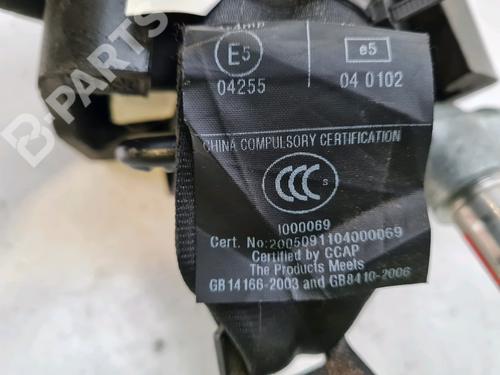 E5
e5
04255
04 0102
CHINA COMPULSORY CERTIFICATION
CCC S
I000069
Cert. No:2005091104000069
Certified by CCAP
The Products Meets
GB14166-2003 and GB8410-2006
B-PARTS